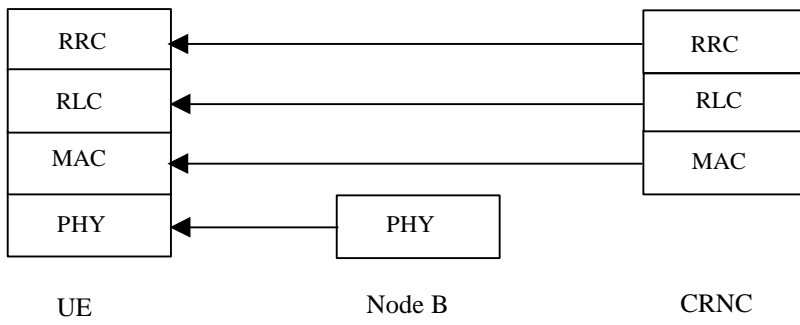 RRC RRC
RLC RLC
MAC MAC
PHY PHY
UE Node B CRNC